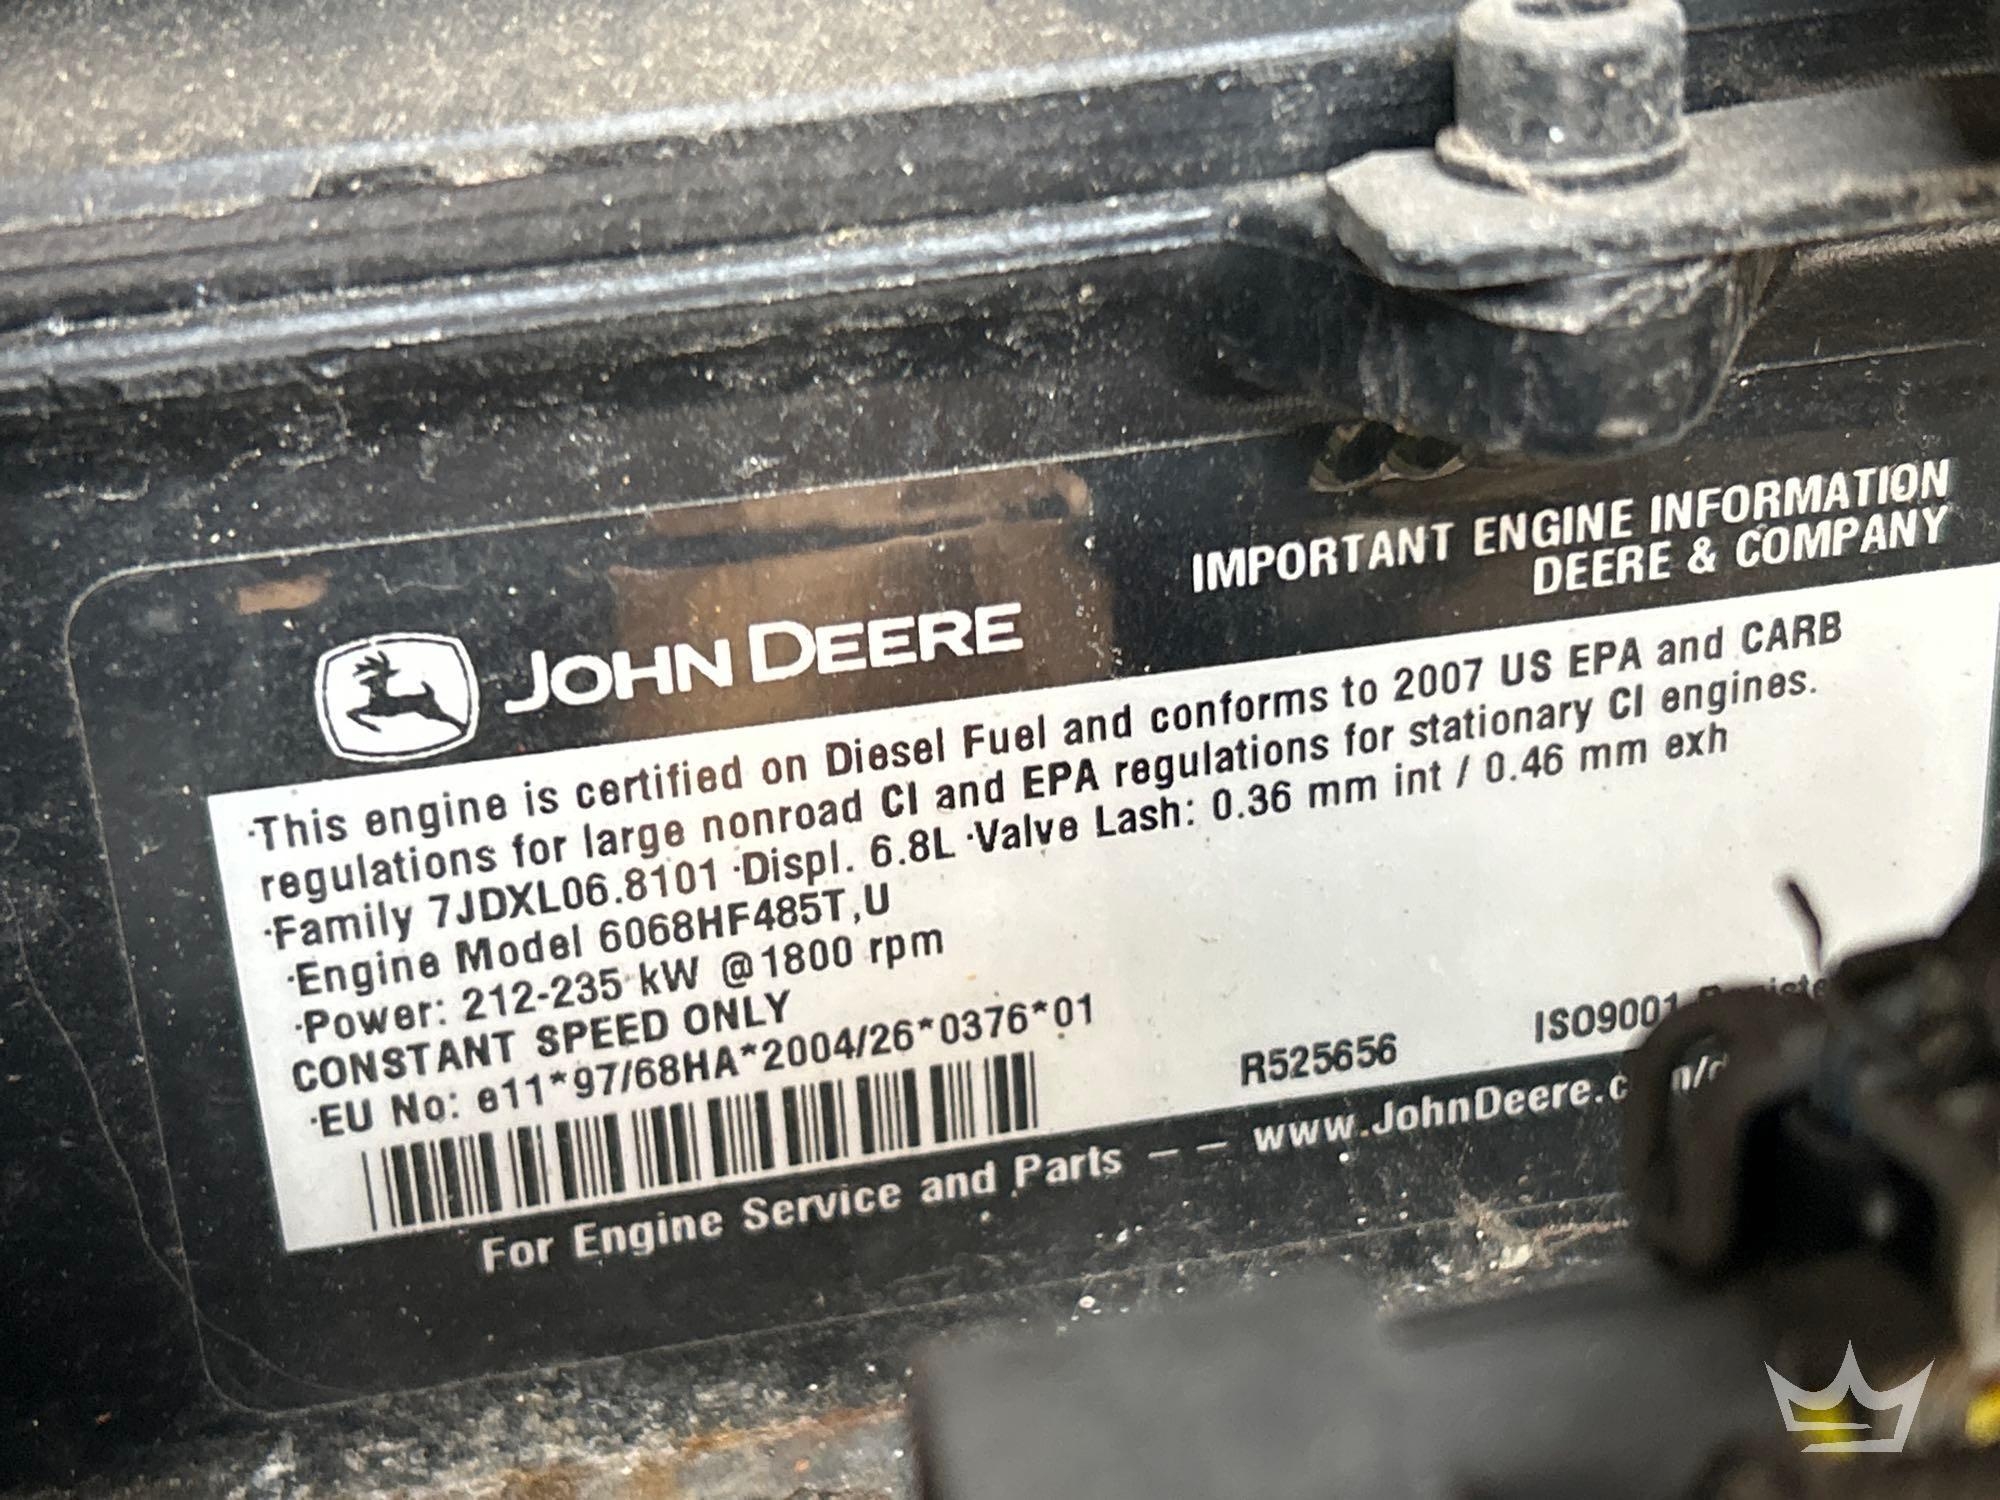 IMPORTANT ENGINE INFORMATION
DEERE & COMPANY
JOHN DEERE
·This engine is certified on Diesel Fuel and conforms to 2007 US EPA and CARB
regulations for large nonroad CI and EPA regulations for stationary CI engines.
·Family 7JDXL06.8101 ·Displ. 6.8L ·Valve Lash: 0.36 mm int / 0.46 mm exh
·Engine Model 6068HF485T,U
·Power: 212-235 kW @1800 rpm
CONSTANT SPEED ONLY
·EU No: e11*97/68HA*2004/26*0376*01
R525656 ISO9001
For Engine Service and Parts – – www.JohnDeere.c